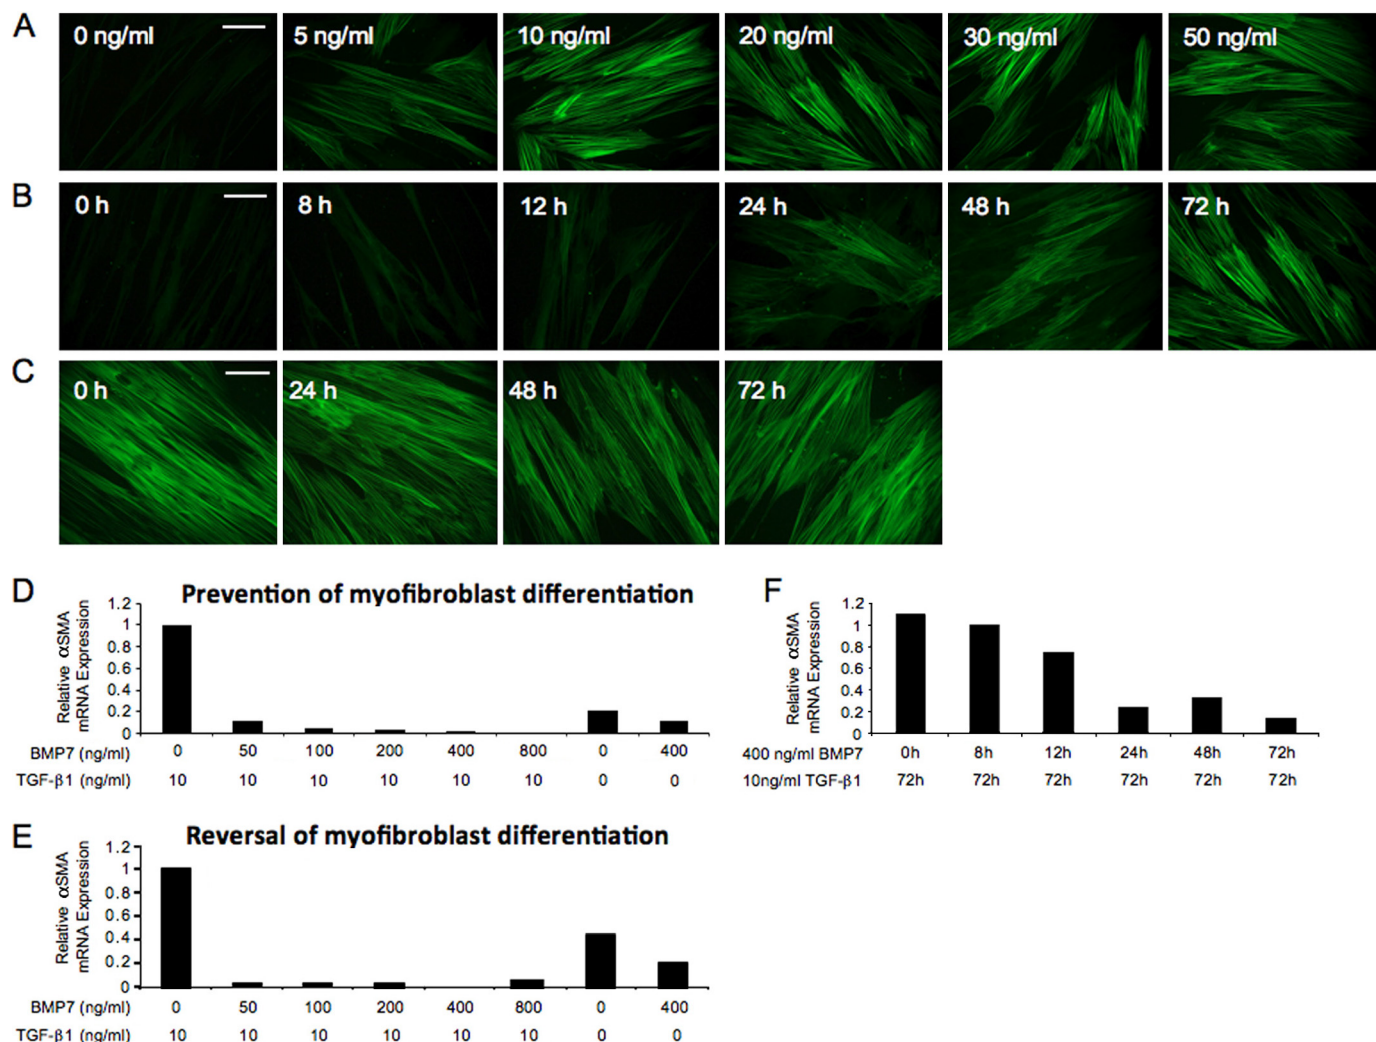 A
0 ng/ml 5 ng/ml 10 ng/ml 20 ng/ml 30 ng/ml 50 ng/ml
B
0 h 8 h 12 h 24 h 48 h 72 h
C
0 h 24 h 48 h 72 h
D
Prevention of myofibroblast differentiation
Relative αSMA
mRNA Expression
1.2
1
0.8
0.6
0.4
0.2
0
BMP7 (ng/ml) 0 50 100 200 400 800 0 400
TGF-β1 (ng/ml) 10 10 10 10 10 10 0 0
F
Relative αSMA
mRNA Expression
1.2
1
0.8
0.6
0.4
0.2
0
400 ng/ml BMP7 0h 8h 12h 24h 48h 72h
10ng/ml TGF-β1 72h 72h 72h 72h 72h 72h
E
Reversal of myofibroblast differentiation
Relative αSMA
mRNA Expression
1.2
1
0.8
0.6
0.4
0.2
0
BMP7 (ng/ml) 0 50 100 200 400 800 0 400
TGF-β1 (ng/ml) 10 10 10 10 10 10 0 0